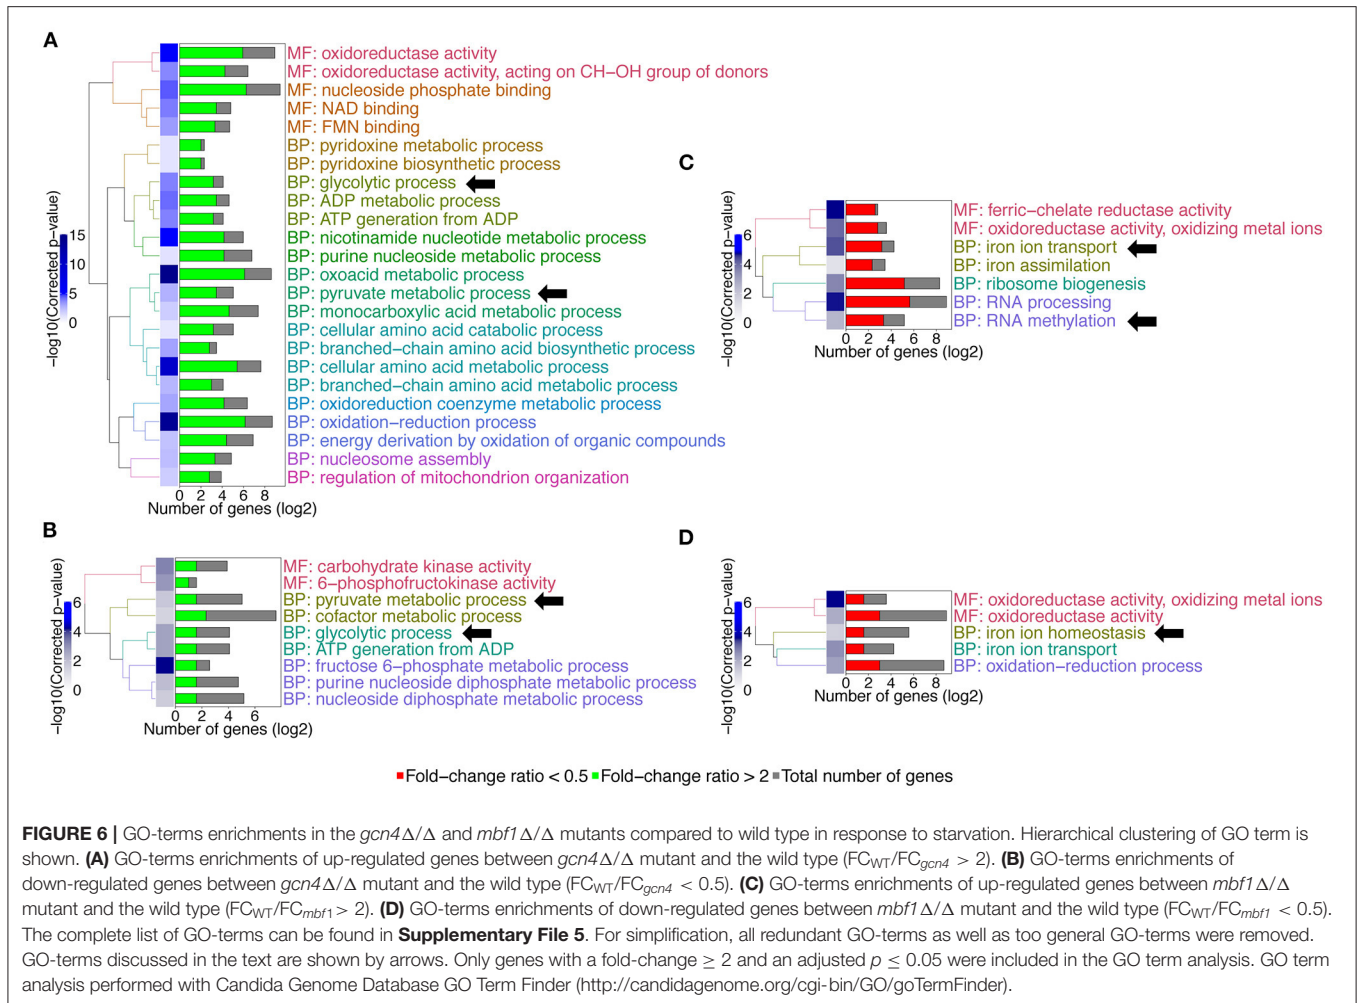 A
MF: oxidoreductase activity
MF: oxidoreductase activity, acting on CH–OH group of donors
MF: nucleoside phosphate binding
MF: NAD binding
MF: FMN binding
BP: pyridoxine metabolic process
BP: pyridoxine biosynthetic process
BP: glycolytic process
BP: ADP metabolic process
BP: ATP generation from ADP
BP: nicotinamide nucleotide metabolic process
BP: purine nucleoside metabolic process
BP: oxoacid metabolic process
BP: pyruvate metabolic process
BP: monocarboxylic acid metabolic process
BP: cellular amino acid catabolic process
BP: branched–chain amino acid biosynthetic process
BP: cellular amino acid metabolic process
BP: branched–chain amino acid metabolic process
BP: oxidoreduction coenzyme metabolic process
BP: oxidation–reduction process
BP: energy derivation by oxidation of organic compounds
BP: nucleosome assembly
BP: regulation of mitochondrion organization
−log10(Corrected p−value)
15
10
5
0
0 2 4 6 8
Number of genes (log2)
B
MF: carbohydrate kinase activity
MF: 6–phosphofructokinase activity
BP: pyruvate metabolic process
BP: cofactor metabolic process
BP: glycolytic process
BP: ATP generation from ADP
BP: fructose 6–phosphate metabolic process
BP: purine nucleoside diphosphate metabolic process
BP: nucleoside diphosphate metabolic process
−log10(Corrected p−value)
6
4
2
0
0 2 4 6
Number of genes (log2)
C
MF: ferric–chelate reductase activity
MF: oxidoreductase activity, oxidizing metal ions
BP: iron ion transport
BP: iron assimilation
BP: ribosome biogenesis
BP: RNA processing
BP: RNA methylation
−log10(Corrected p−value)
6
4
2
0
0 2 4 6 8
Number of genes (log2)
D
MF: oxidoreductase activity, oxidizing metal ions
MF: oxidoreductase activity
BP: iron ion homeostasis
BP: iron ion transport
BP: oxidation–reduction process
−log10(Corrected p−value)
6
4
2
0
0 2 4 6 8
Number of genes (log2)
Fold−change ratio < 0.5 Fold−change ratio > 2 Total number of genes
FIGURE 6 | GO-terms enrichments in the gcn4Δ/Δ and mbf1Δ/Δ mutants compared to wild type in response to starvation. Hierarchical clustering of GO term is
shown. (A) GO-terms enrichments of up-regulated genes between gcn4Δ/Δ mutant and the wild type (FCWT/FCgcn4 > 2). (B) GO-terms enrichments of
down-regulated genes between gcn4Δ/Δ mutant and the wild type (FCWT/FCgcn4 < 0.5). (C) GO-terms enrichments of up-regulated genes between mbf1Δ/Δ
mutant and the wild type (FCWT/FCmbf1> 2). (D) GO-terms enrichments of down-regulated genes between mbf1Δ/Δ mutant and the wild type (FCWT/FCmbf1 < 0.5).
The complete list of GO-terms can be found in Supplementary File 5. For simplification, all redundant GO-terms as well as too general GO-terms were removed.
GO-terms discussed in the text are shown by arrows. Only genes with a fold-change ≥ 2 and an adjusted p ≤ 0.05 were included in the GO term analysis. GO term
analysis performed with Candida Genome Database GO Term Finder (http://candidagenome.org/cgi-bin/GO/goTermFinder).